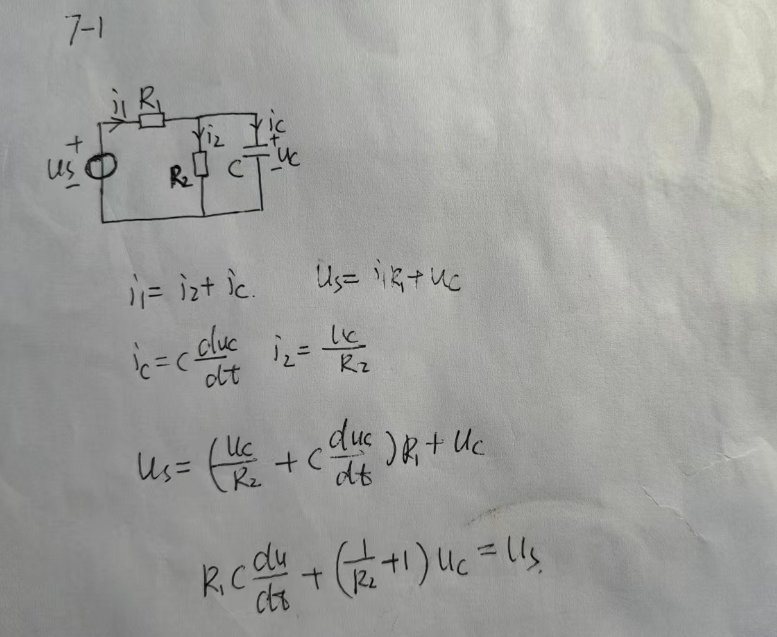 7-1
i₁ R₁
+ i₂ ic
us R₂ C + uc
- -
i₁ = i₂ + ic. us = i₁R₁ + uc
ic = C duc/dt i₂ = uc/R₂
us = (uc/R₂ + C duc/dt)R₁ + uc
R₁C du/dt + (1/R₂ + 1)uc = us.